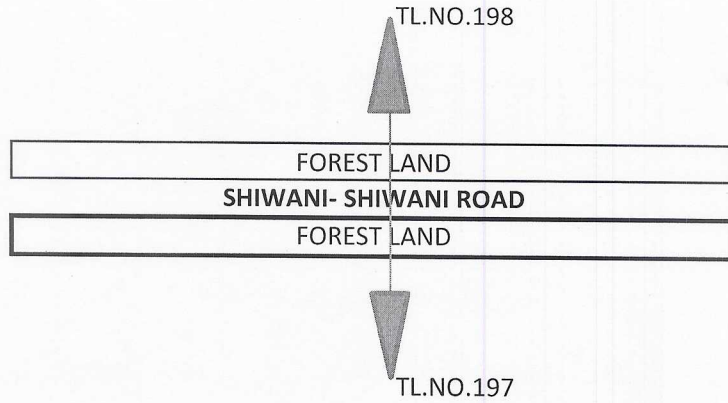 TL.NO.198
FOREST LAND
SHIWANI- SHIWANI ROAD
FOREST LAND
TL.NO.197